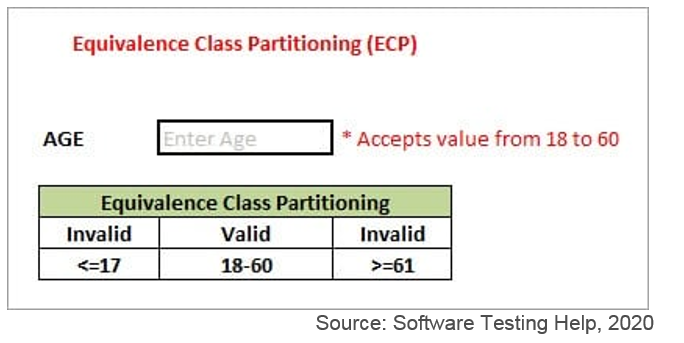 Equivalence Class Partitioning (ECP)
AGE Enter Age * Accepts value from 18 to 60
Equivalence Class Partitioning
Invalid Valid Invalid
<=17 18-60 >=61
Source: Software Testing Help, 2020